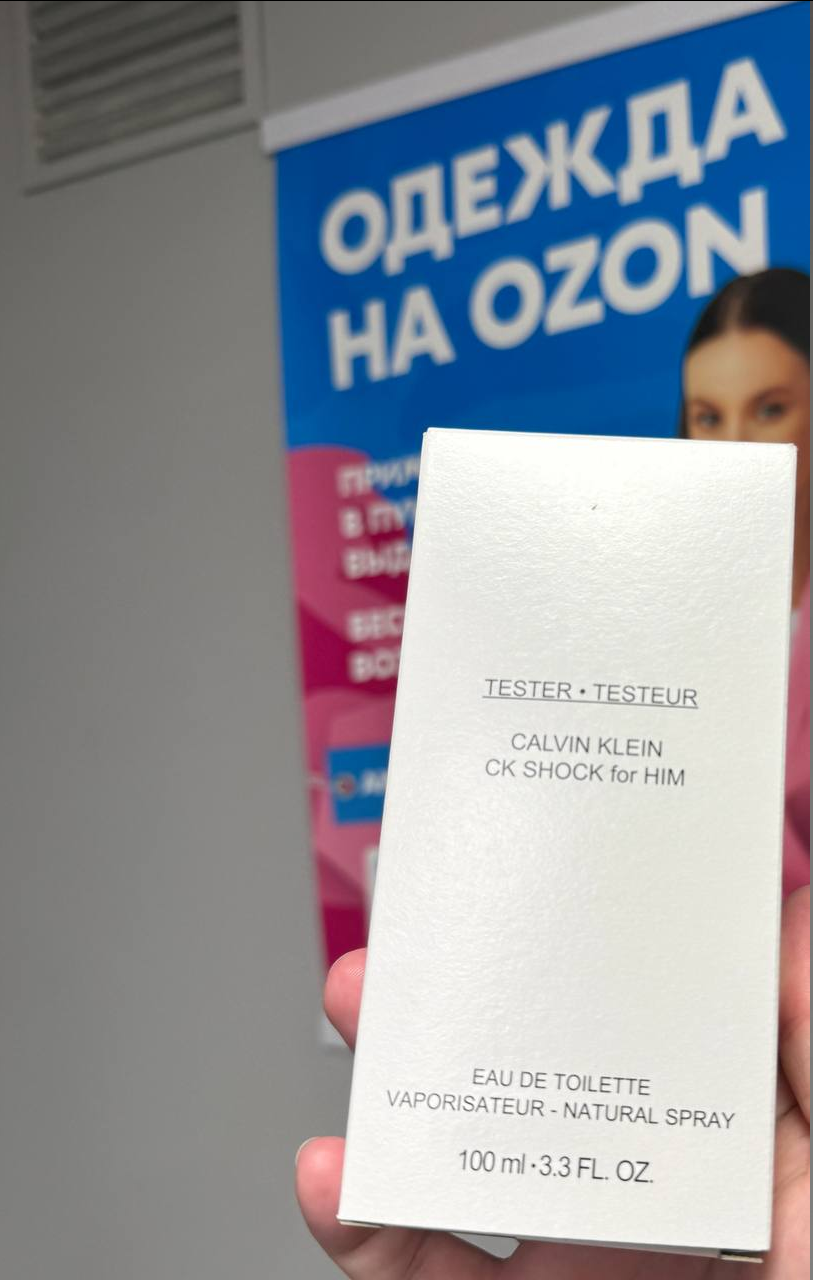 ОДЕЖДА
НА OZON
TESTER • TESTEUR
CALVIN KLEIN
CK SHOCK for HIM
EAU DE TOILETTE
VAPORISATEUR - NATURAL SPRAY
100 ml • 3.3 FL. OZ.